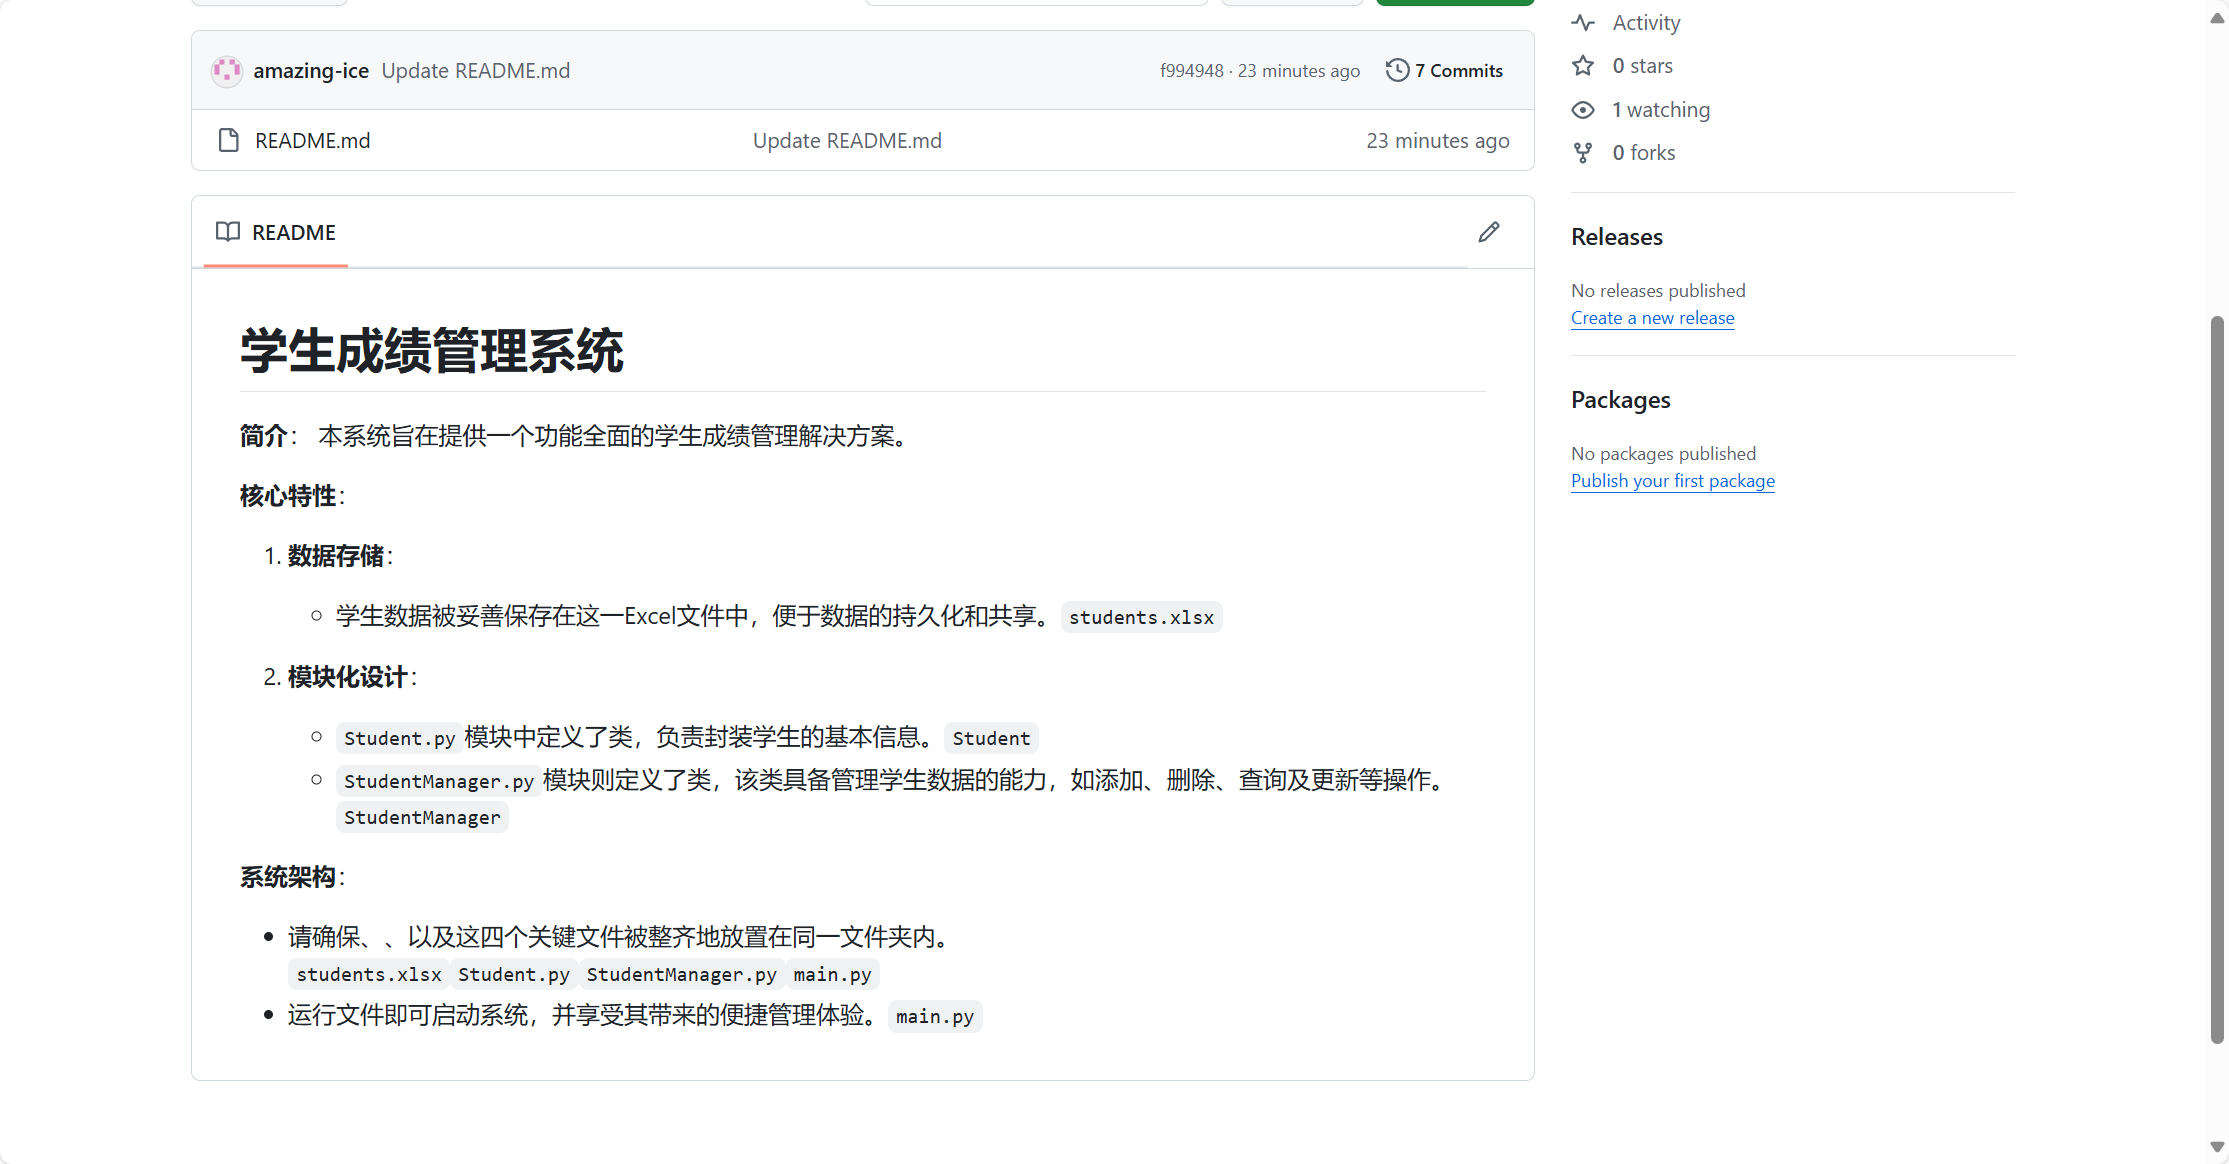 amazing-ice Update README.md f994948 · 23 minutes ago 7 Commits
README.md Update README.md 23 minutes ago
README
学生成绩管理系统
简介： 本系统旨在提供一个功能全面的学生成绩管理解决方案。
核心特性：
1. 数据存储：
学生数据被妥善保存在这一Excel文件中，便于数据的持久化和共享。 students.xlsx
2. 模块化设计：
Student.py 模块中定义了类，负责封装学生的基本信息。 Student
StudentManager.py 模块则定义了类，该类具备管理学生数据的能力，如添加、删除、查询及更新等操作。
StudentManager
系统架构：
请确保、、以及这四个关键文件被整齐地放置在同一文件夹内。
students.xlsx Student.py StudentManager.py main.py
运行文件即可启动系统，并享受其带来的便捷管理体验。 main.py
Activity
0 stars
1 watching
0 forks
Releases
No releases published
Create a new release
Packages
No packages published
Publish your first package